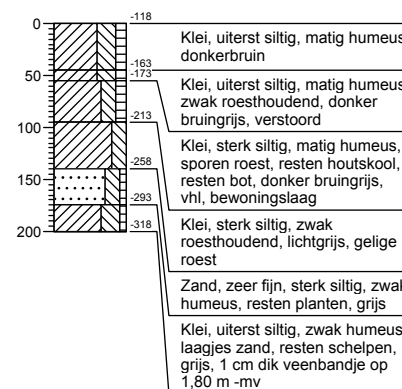 0
50
100
150
200
-118
-163
-173
-213
-258
-293
-318
Klei, uiterst siltig, matig humeus
donkerbruin
Klei, uiterst siltig, matig humeus
zwak roesthoudend, donker
bruingrijs, verstoord
Klei, sterk siltig, matig humeus,
sporen roest, resten houtskool,
resten bot, donker bruingrijs,
vhl, bewoningslaag
Klei, sterk siltig, zwak
roesthoudend, lichtgrijs, gelige
roest
Zand, zeer fijn, sterk siltig, zwak
humeus, resten planten, grijs
Klei, uiterst siltig, zwak humeus
laagjes zand, resten schelpen,
grijs, 1 cm dik veenbandje op
1,80 m -mv